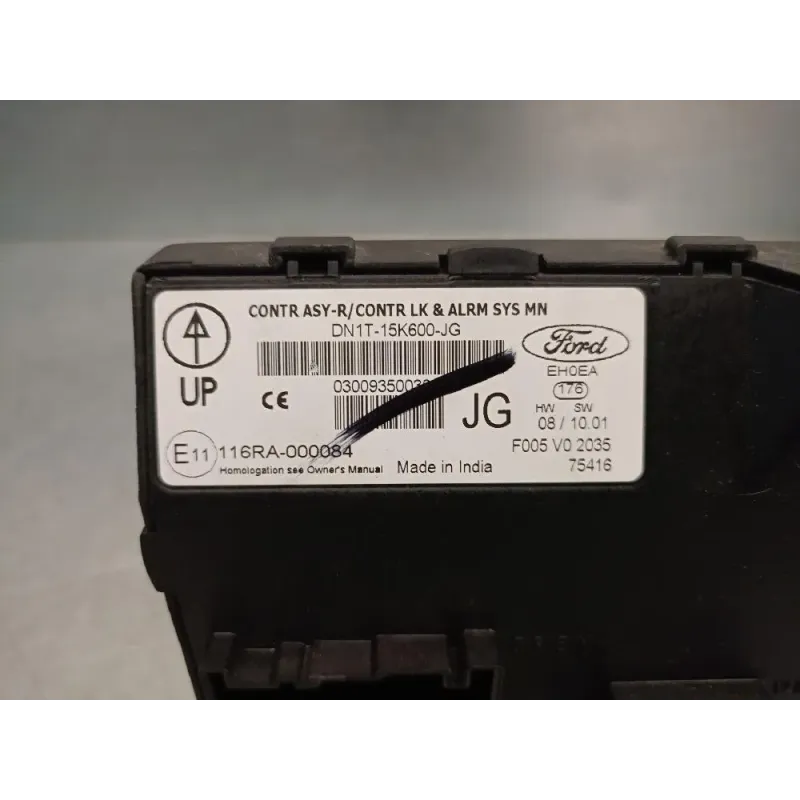 CONTR ASY-R/CONTR LK & ALRM SYS MN
DN1T-15K600-JG
UP
CE
JG
Ford
EH0EA
176
HW SW
08 / 10.01
F005 V0 2035
75416
E11 116RA-000084
Homologation see Owner's Manual
Made in India